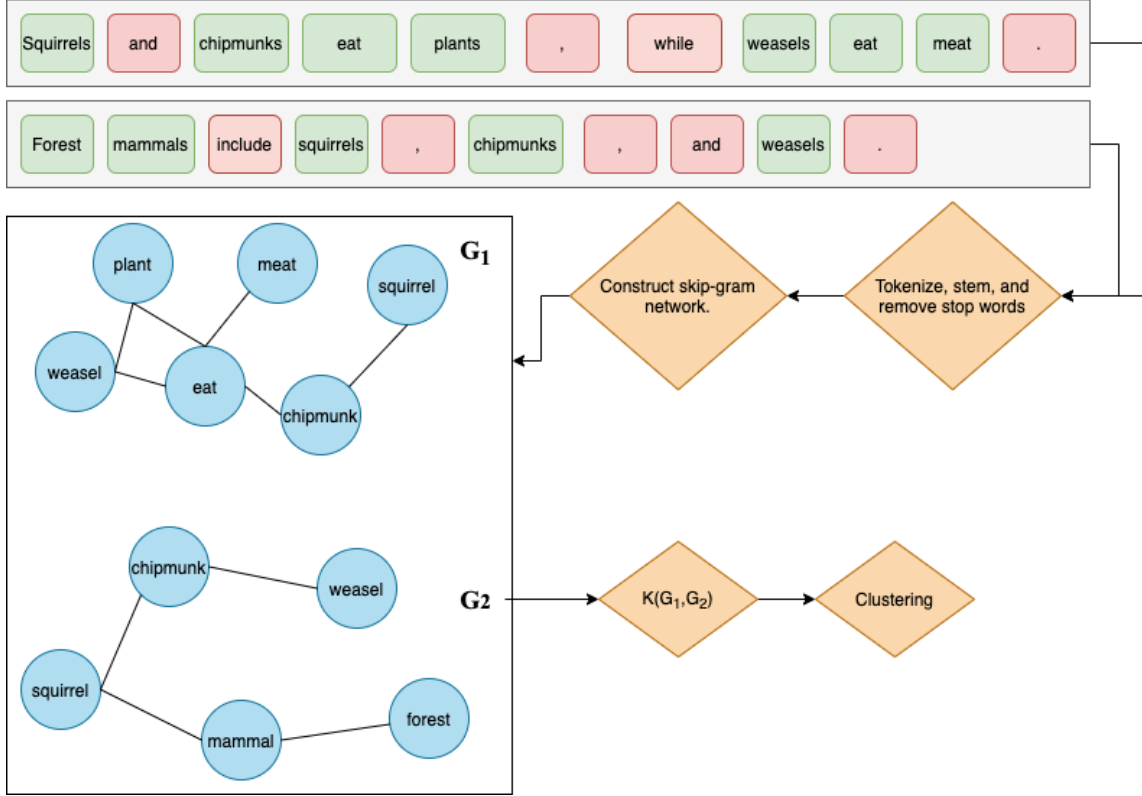 Squirrels and chipmunks eat plants , while weasels eat meat .
Forest mammals include squirrels , chipmunks , and weasels .
G1
plant
meat
squirrel
weasel
eat
chipmunk
Construct skip-gram
network.
Tokenize, stem, and
remove stop words
chipmunk
weasel
G2
squirrel
mammal
forest
K(G1,G2)
Clustering